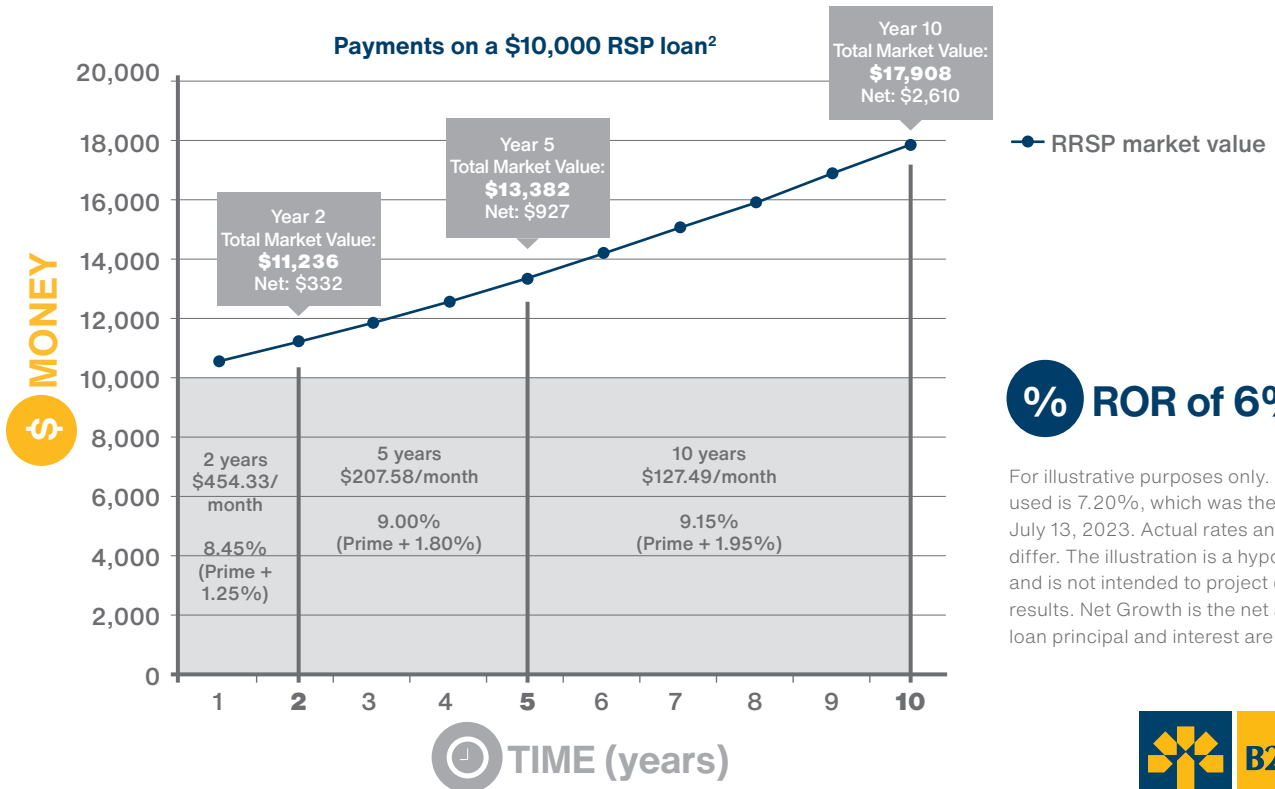 Payments on a $10,000 RSP loan2
Year 10
Total Market Value:
$17,908
Net: $2,610
Year 5
Total Market Value:
$13,382
Net: $927
Year 2
Total Market Value:
$11,236
Net: $332
20,000
18,000
16,000
14,000
12,000
10,000
8,000
6,000
4,000
2,000
0
$ MONEY
RRSP market value
2 years
$454.33/
month
8.45%
(Prime +
1.25%)
5 years
$207.58/month
9.00%
(Prime + 1.80%)
10 years
$127.49/month
9.15%
(Prime + 1.95%)
1 2 3 4 5 6 7 8 9 10
TIME (years)
% ROR of 6%
For illustrative purposes only.
used is 7.20%, which was the
July 13, 2023. Actual rates an
differ. The illustration is a hypo
and is not intended to project
results. Net Growth is the net
loan principal and interest are
B2